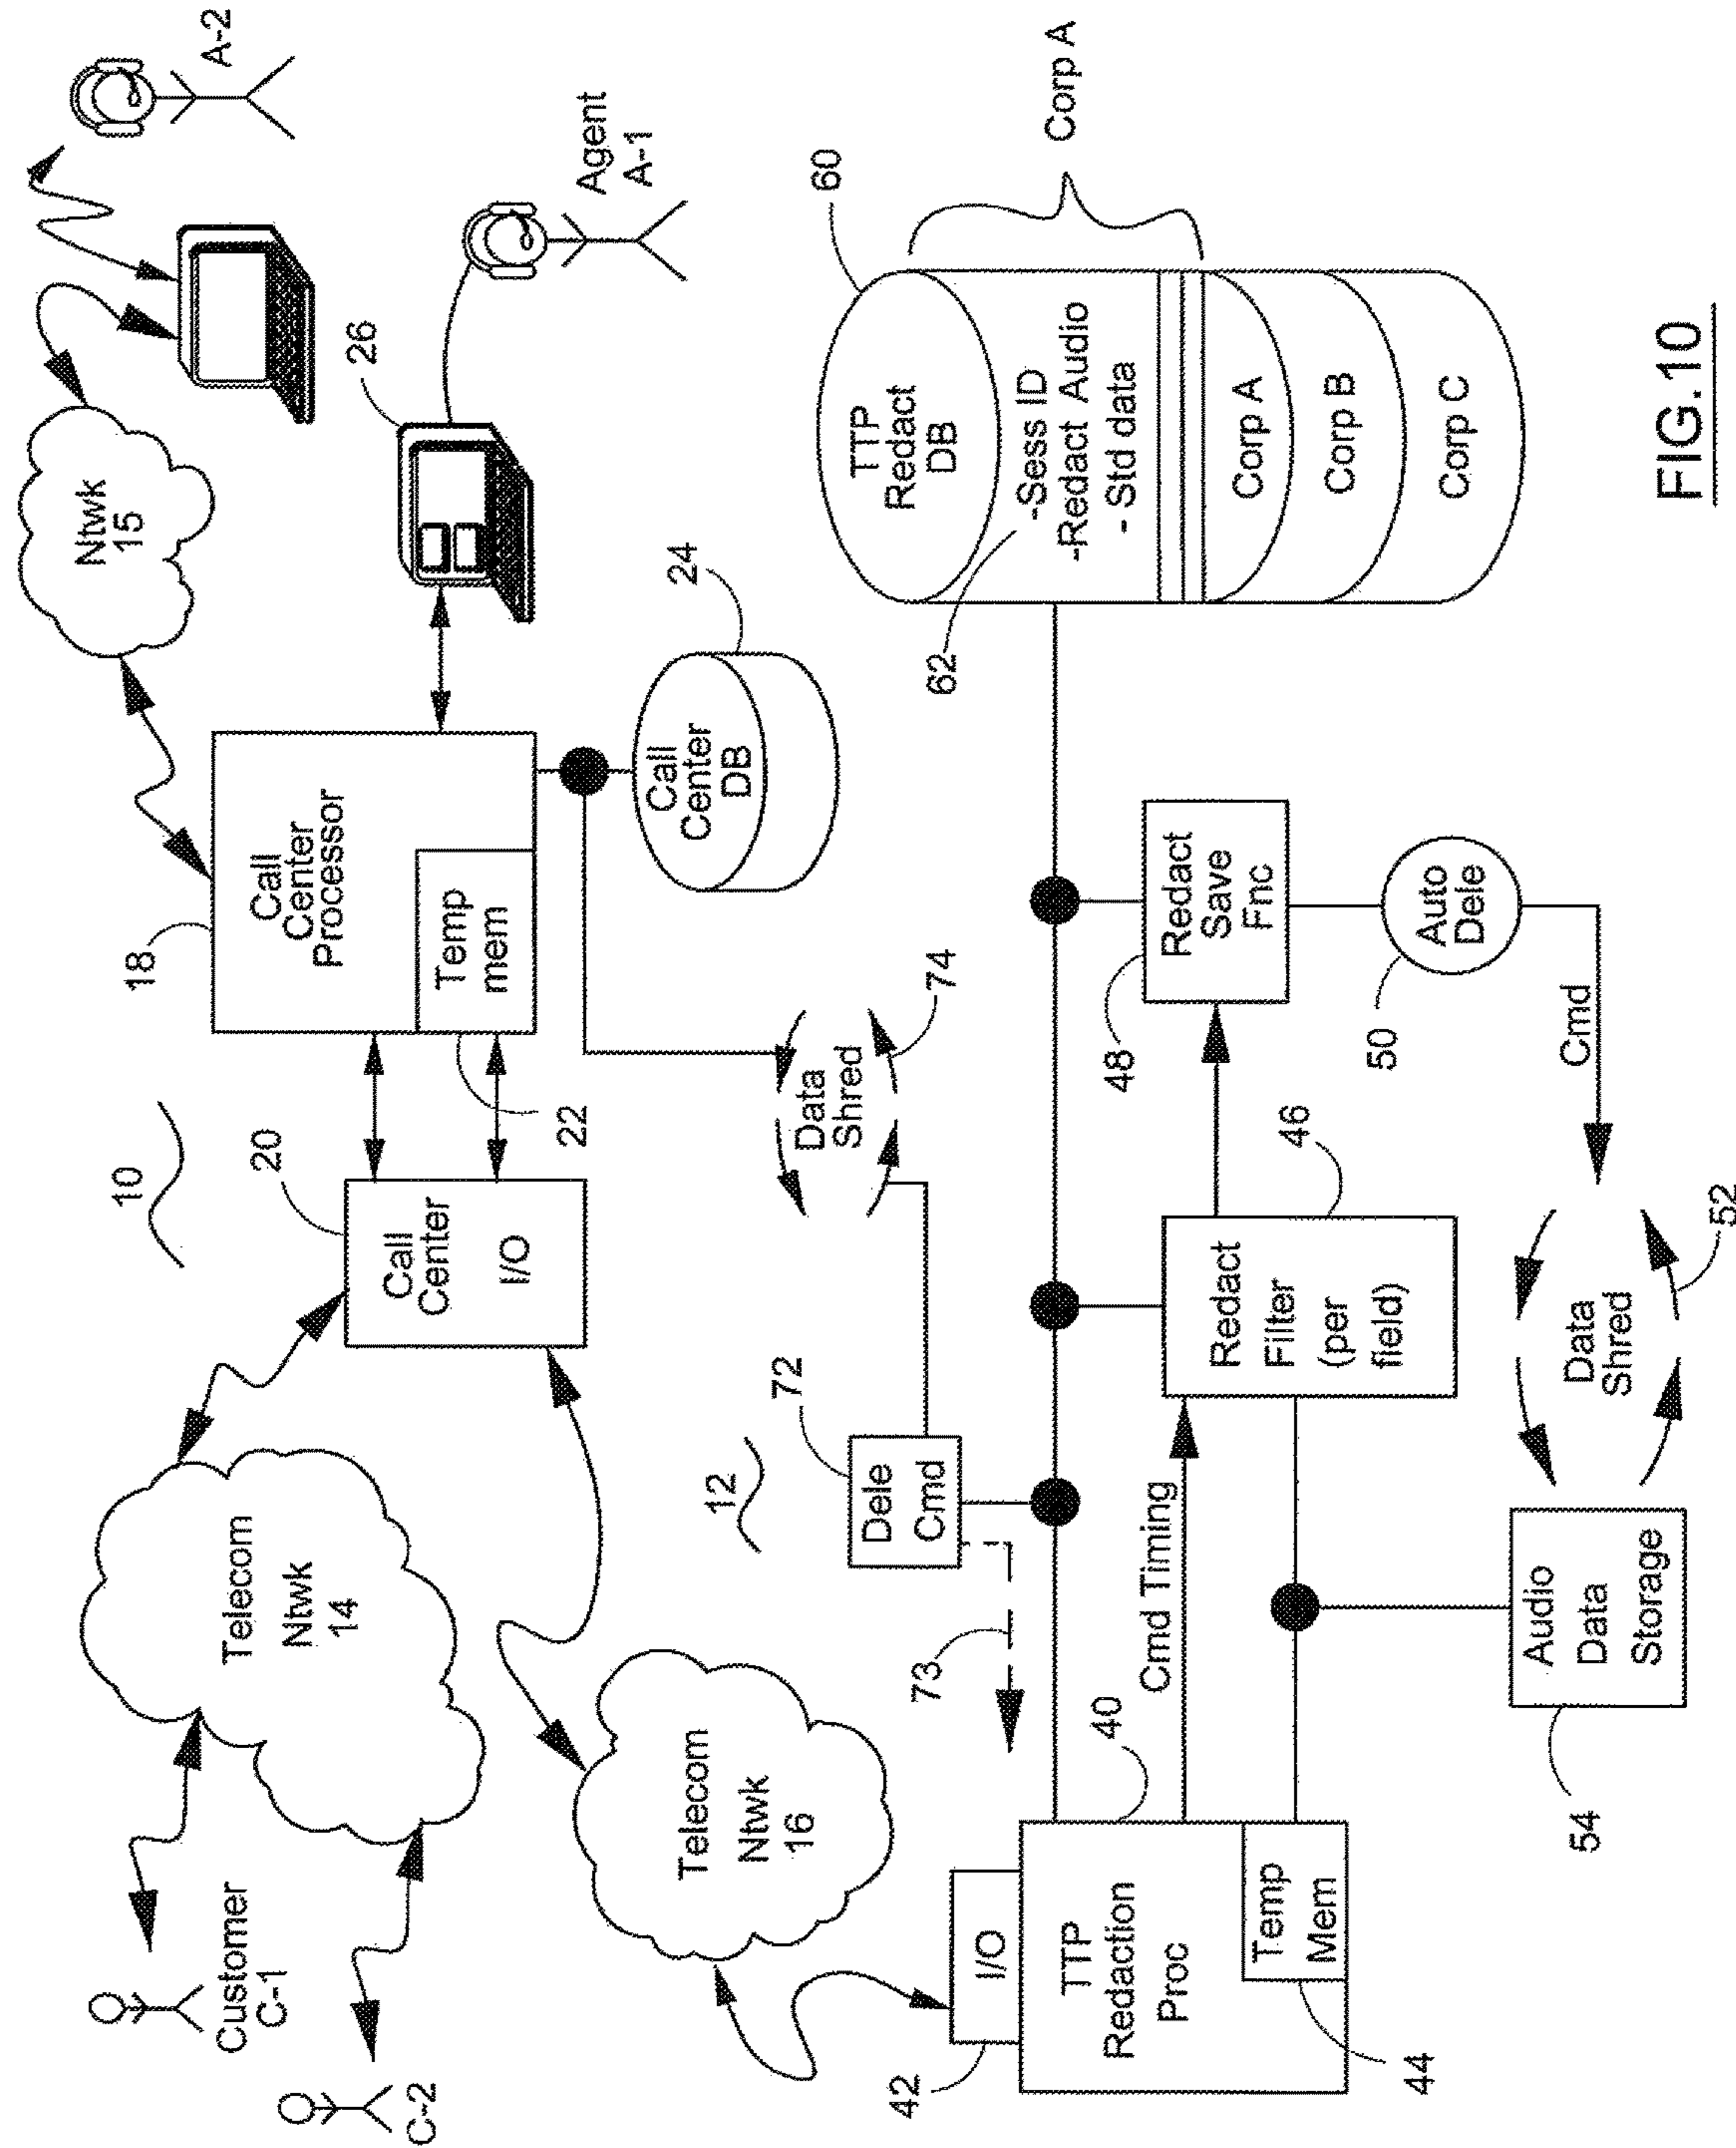 10
Customer
C-1
C-2
Telecom
Ntwk
14
20
Call
Center
I/O
18
Call
Center
Processor
Temp
mem
22
Ntwk
15
A-2
26
Agent
A-1
24
Call
Center
DB
Data
Shred
74
12
72
Dele
Cmd
73
Telecom
Ntwk
16
42
I/O
TTP
Redaction
Proc
40
Temp
Mem
44
Cmd Timing
Redact
Filter
(per
field)
46
48
Redact
Save
Fnc
50
Auto
Dele
Cmd
Data
Shred
52
54
Audio
Data
Storage
60
TTP
Redact
DB
62
-Sess ID
-Redact Audio
- Std data
Corp A
Corp A
Corp B
Corp C
FIG.10